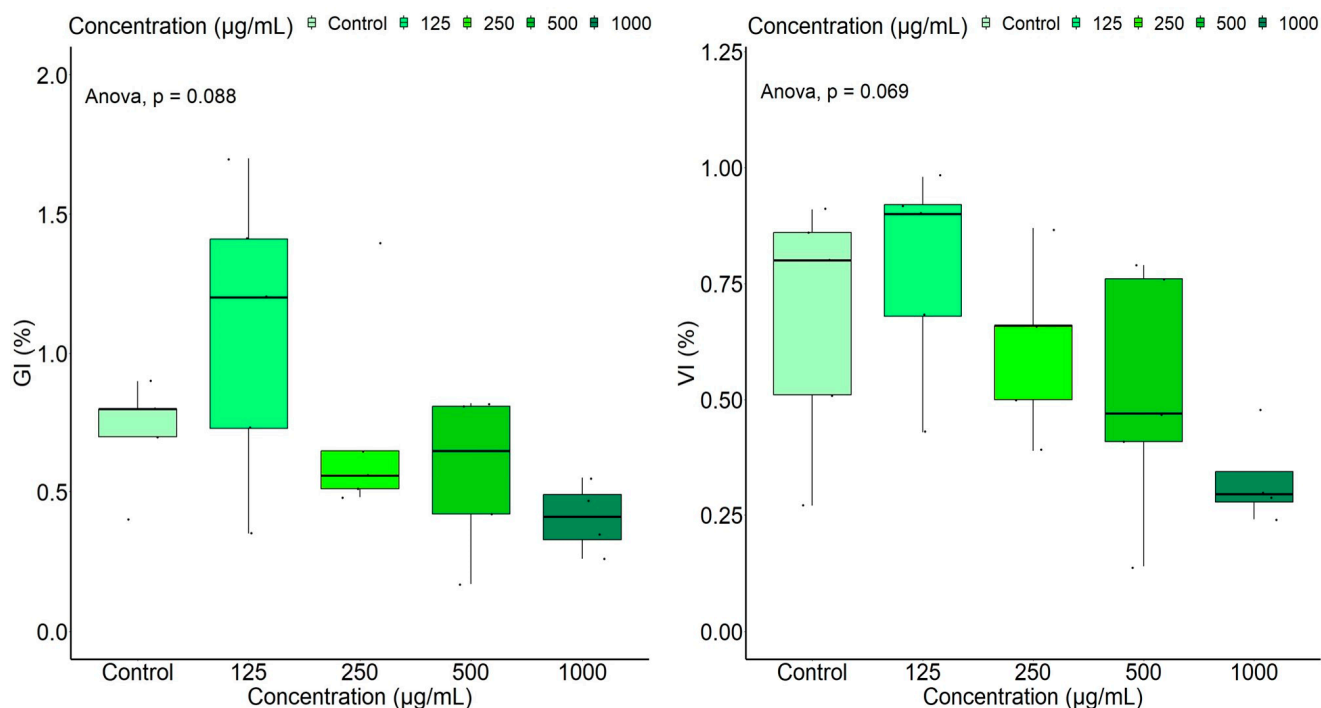 Concentration (µg/mL) Control 125 250 500 1000
2.0
Anova, p = 0.088
1.5
1.0
GI (%)
0.5
0.0
Control 125 250 500 1000
Concentration (µg/mL)
Concentration (µg/mL) Control 125 250 500 1000
1.25
Anova, p = 0.069
1.00
0.75
VI (%)
0.50
0.25
0.00
Control 125 250 500 1000
Concentration (µg/mL)